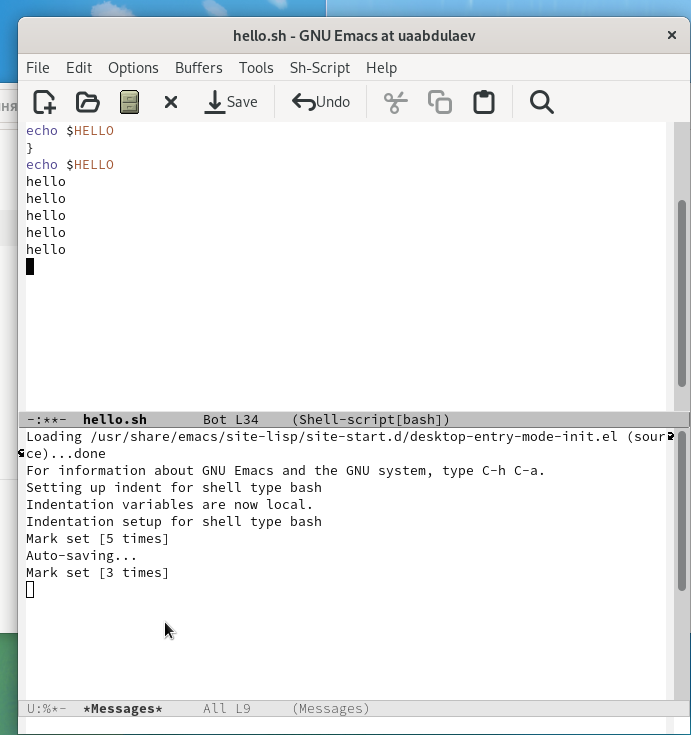 hello.sh - GNU Emacs at uaabdulaev
File Edit Options Buffers Tools Sh-Script Help
Save Undo
echo $HELLO
}
echo $HELLO
hello
hello
hello
hello
hello
-:**- hello.sh Bot L34 (Shell-script[bash])
Loading /usr/share/emacs/site-lisp/site-start.d/desktop-entry-mode-init.el (sour
ce)...done
For information about GNU Emacs and the GNU system, type C-h C-a.
Setting up indent for shell type bash
Indentation variables are now local.
Indentation setup for shell type bash
Mark set [5 times]
Auto-saving...
Mark set [3 times]
U:%*- *Messages* All L9 (Messages)